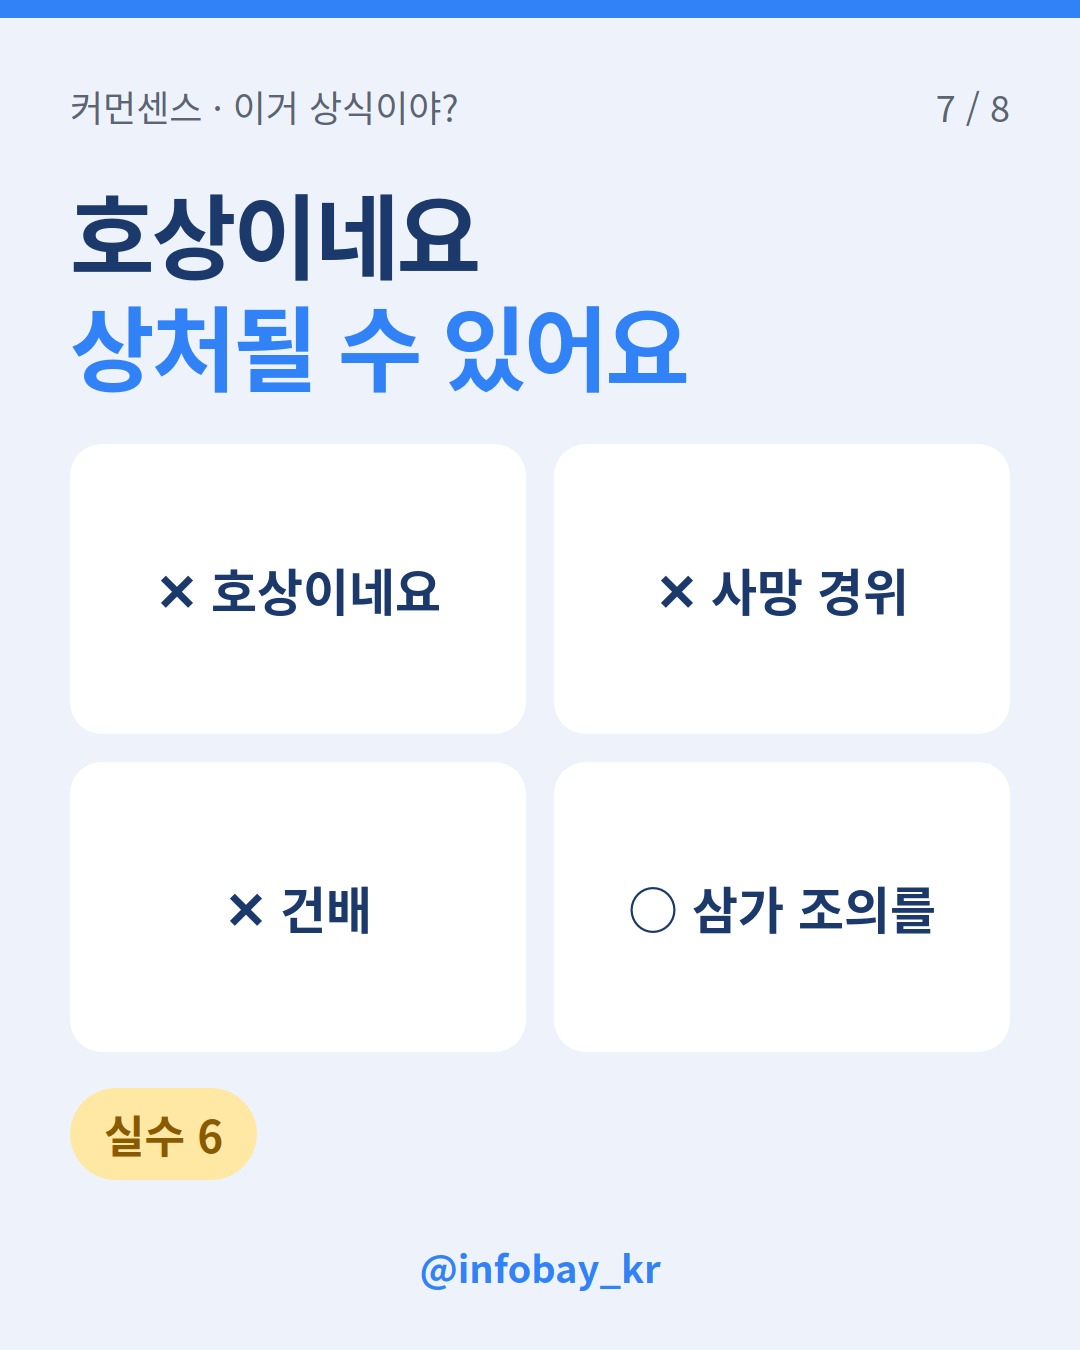 커먼센스 · 이거 상식이야?
7 / 8
호상이네요
상처될 수 있어요
✕ 호상이네요
✕ 사망 경위
✕ 건배
○ 삼가 조의를
실수 6
@infobay_kr